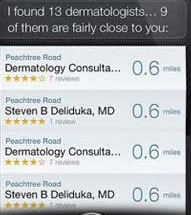 I found 13 dermatologists... 9
of them are fairly close to you:
Peachtree Road
Dermatology Consulta... 0.6 miles
7 reviews
Peachtree Road
Steven B Deliduka, MD 0.6 miles
1 review
Peachtree Road
Dermatology Consulta... 0.6 miles
7 reviews
Peachtree Road
Steven B Deliduka, MD 0.6 miles
1 review